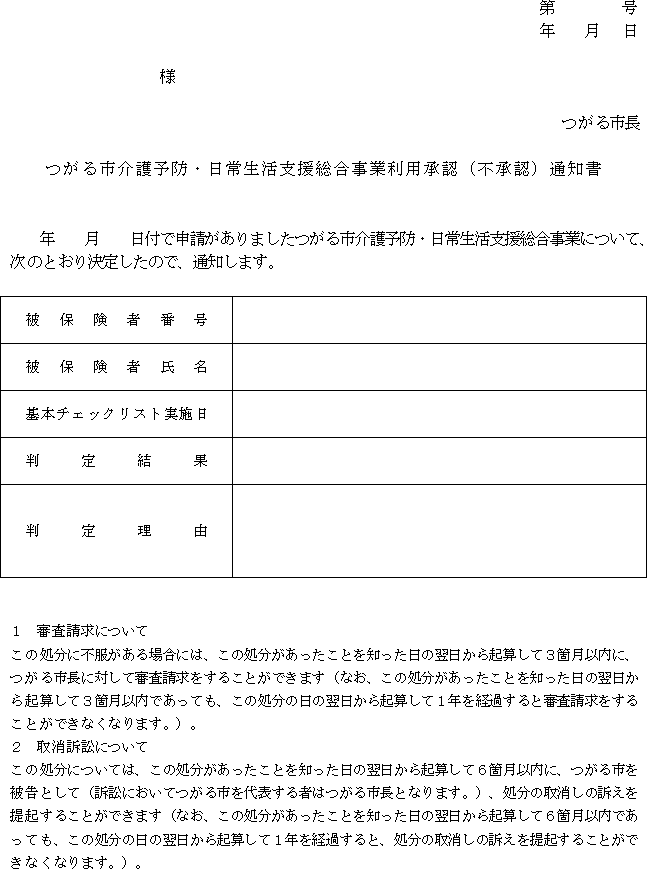 第　　　　号
年　　月　　日
様
つがる市長
つがる市介護予防・日常生活支援総合事業利用承認（不承認）通知書
年　　月　　日付で申請がありましたつがる市介護予防・日常生活支援総合事業について、
次のとおり決定したので、通知します。
被保険者番号
被保険者氏名
基本チェックリスト実施日
判定結果
判定理由
１　審査請求について
この処分に不服がある場合には、この処分があったことを知った日の翌日から起算して３箇月以内に、
つがる市長に対して審査請求をすることができます（なお、この処分があったことを知った日の翌日か
ら起算して３箇月以内であっても、この処分の日の翌日から起算して１年を経過すると審査請求をする
ことができなくなります。）。
２　取消訴訟について
この処分については、この処分があったことを知った日の翌日から起算して６箇月以内に、つがる市を
被告として（訴訟においてつがる市を代表する者はつがる市長となります。）、処分の取消しの訴えを
提起することができます（なお、この処分があったことを知った日の翌日から起算して６箇月以内であ
っても、この処分の日の翌日から起算して１年を経過すると、処分の取消しの訴えを提起することがで
きなくなります。）。